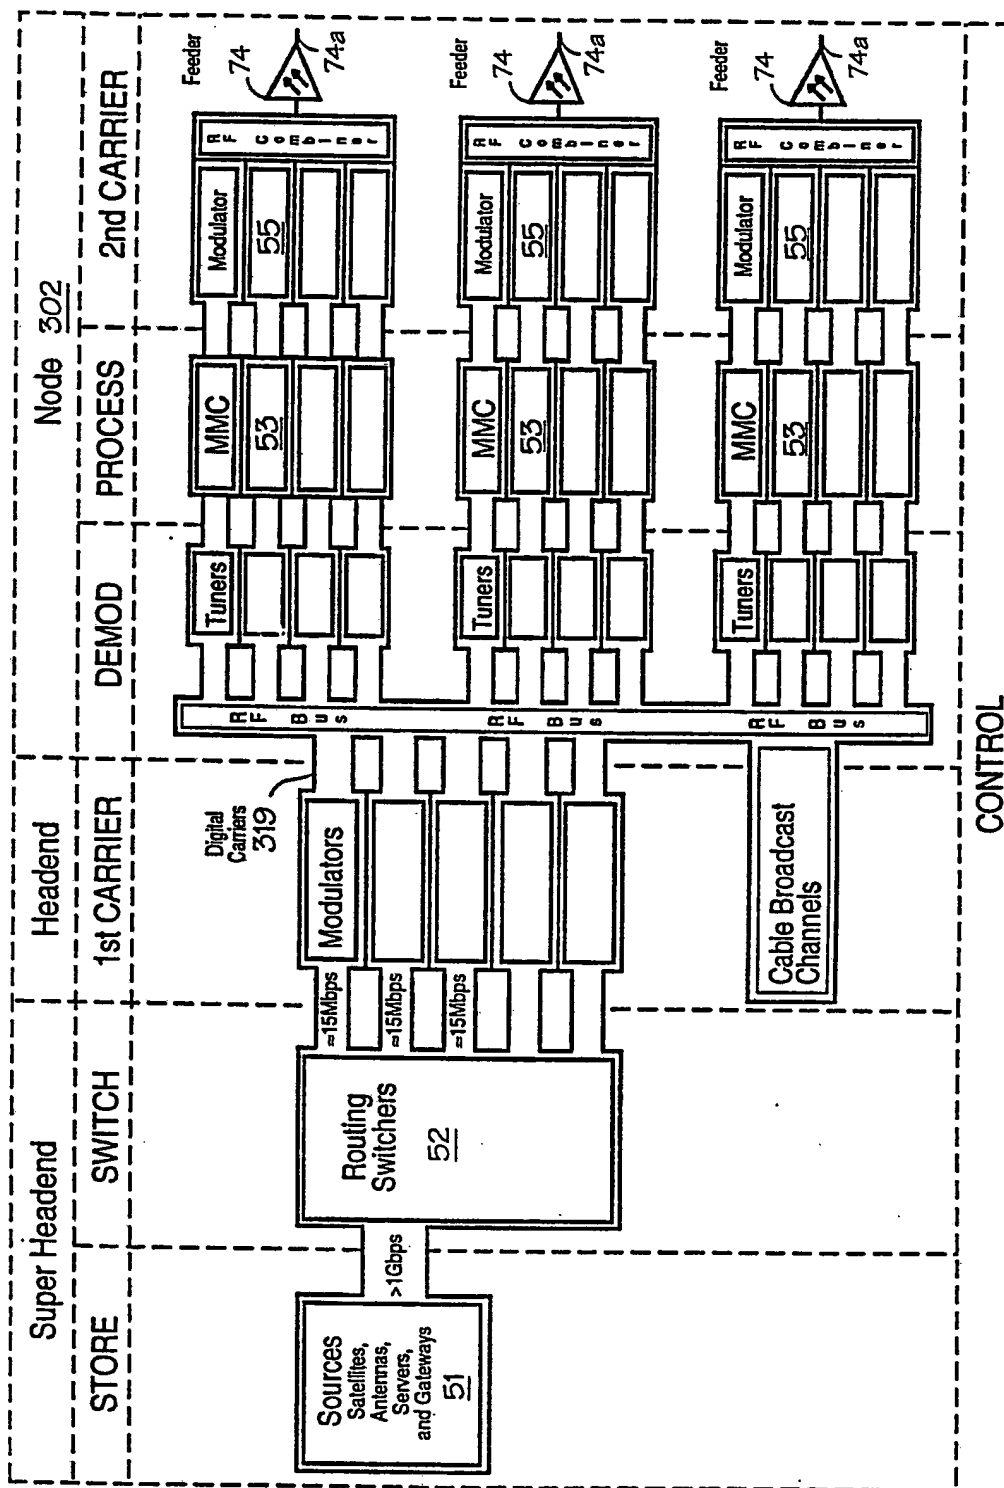 Super Headend
Headend
Node 302
STORE
SWITCH
1st CARRIER
DEMOD
PROCESS
2nd CARRIER
Sources
Satellites,
Antennas,
Servers,
and Gateways
51
>1Gbps
Routing
Switchers
52
≈15Mbps
≈15Mbps
≈15Mbps
Modulators
Digital
Carriers
319
Cable Broadcast
Channels
RF Bus
RF Bus
RF Bus
Tuners
MMC
53
Modulator
55
RF Combiner
Feeder
74
74a
Tuners
MMC
53
Modulator
55
RF Combiner
Feeder
74
74a
Tuners
MMC
53
Modulator
55
RF Combiner
Feeder
74
74a
CONTROL